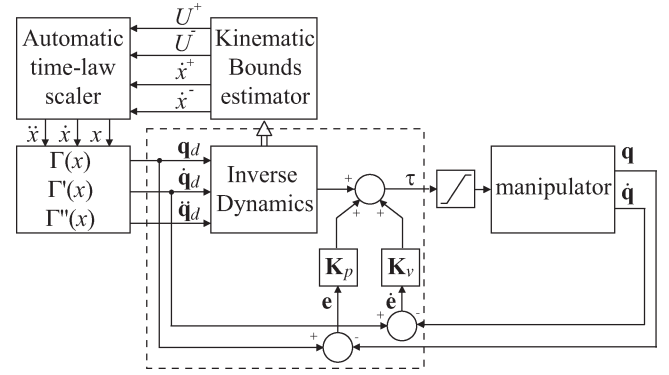 Automatic
time-law
scaler
U⁺
U⁻
ẋ⁺
ẋ⁻
Kinematic
Bounds
estimator
ẍ ẋ x
Γ(x)
Γ'(x)
Γ''(x)
q_d
q̇_d
q̈_d
Inverse
Dynamics
+
+
+
τ
manipulator
q
q̇
K_p
K_v
e
ė
+
-
+
-